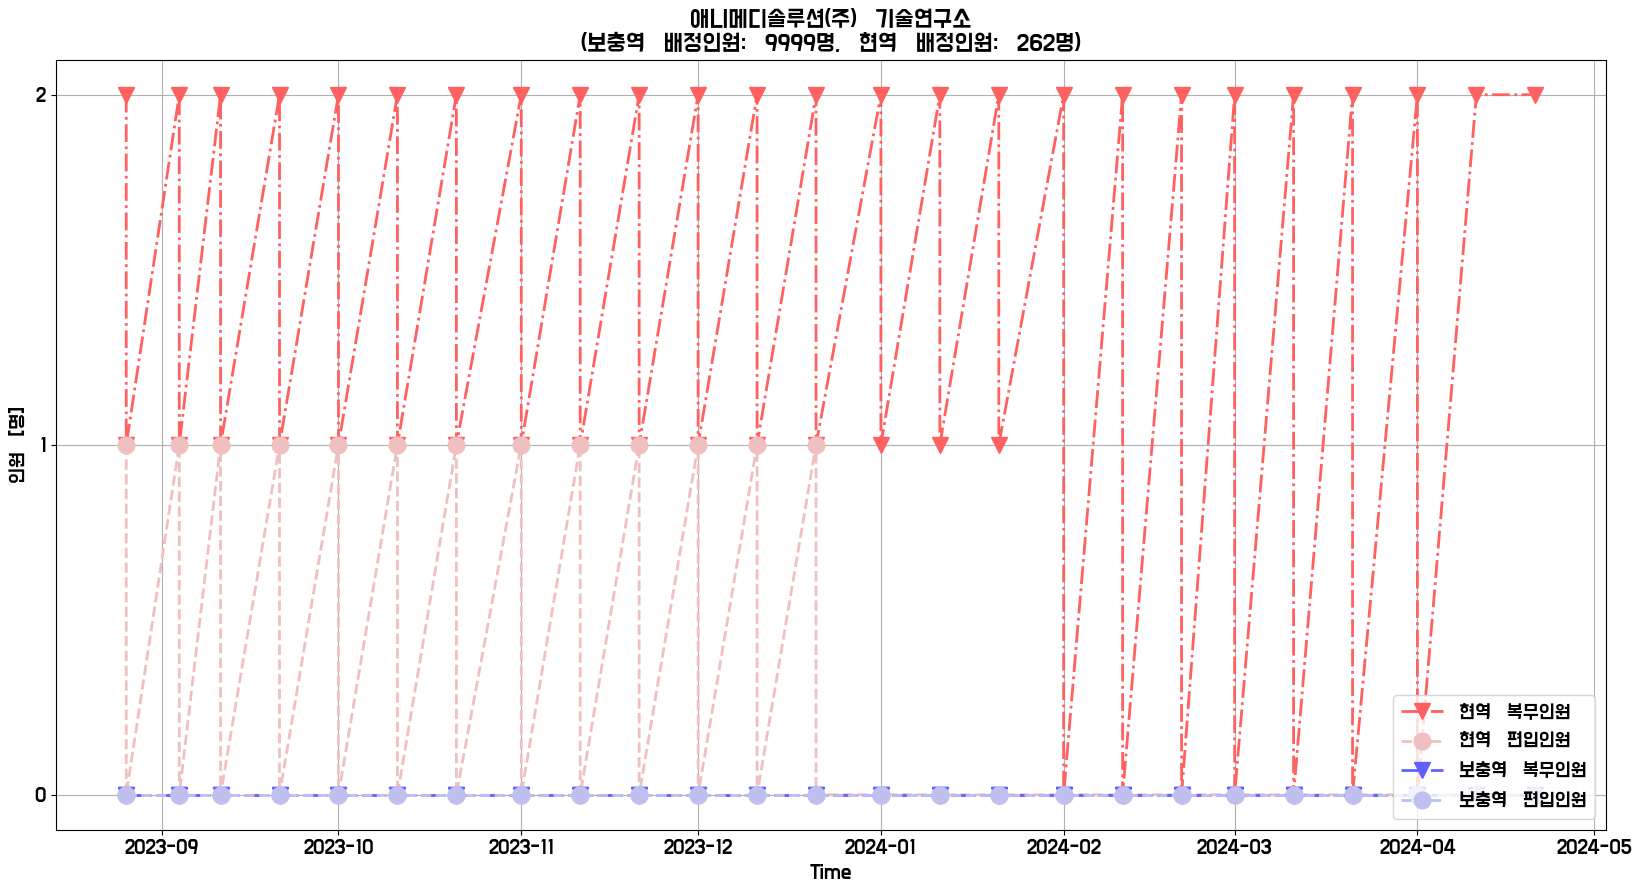 애니메디솔루션(주) 기술연구소
(보충역 배정인원: 9999명, 현역 배정인원: 262명)
인원 [명]
2
1
0
현역 복무인원
현역 편입인원
보충역 복무인원
보충역 편입인원
2023-09 2023-10 2023-11 2023-12 2024-01 2024-02 2024-03 2024-04 2024-05
Time